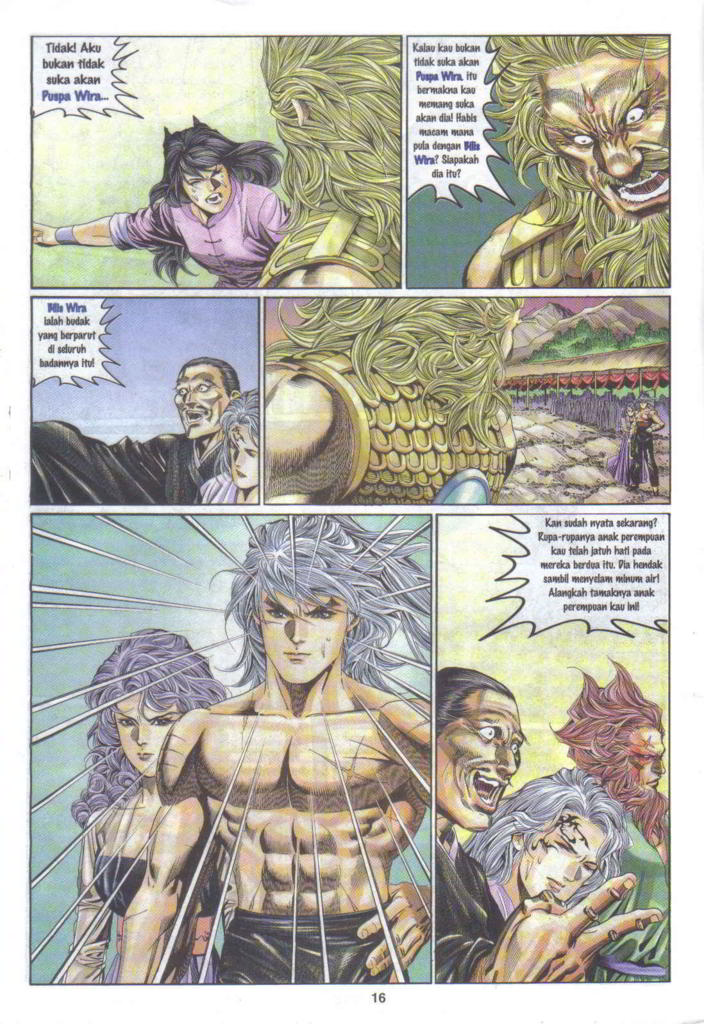 Tidak! Aku
bukan tidak
suka akan
Puspa Wira...
Kalau kau bukan
tidak suka akan
Puspa Wira, itu
bermakna kau
memang suka
akan dia! Habis
macam mana
pula dengan Iblis
Wira? Siapakah
dia itu?
Iblis Wira
ialah budak
yang berparut
di seluruh
badannya itu!
Kan sudah nyata sekarang?
Rupa-rupanya anak perempuan
kau telah jatuh hati pada
mereka berdua itu. Dia hendak
sambil menyelam minum air!
Alangkah tamaknya anak
perempuan kau ini!
16